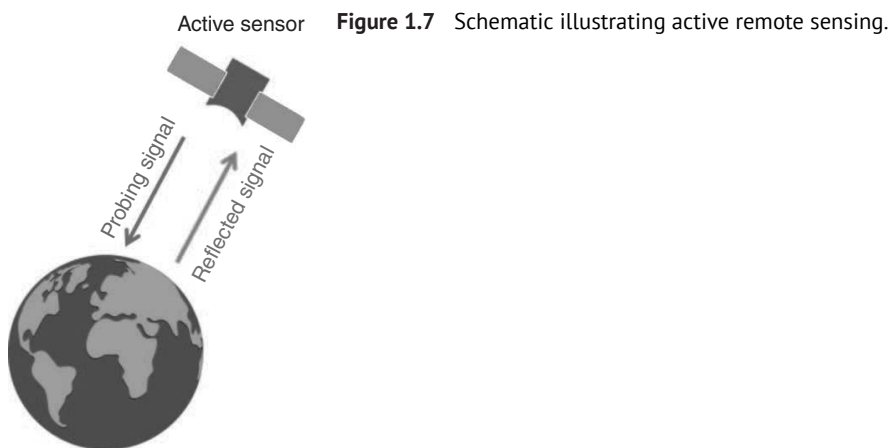 Active sensor
Figure 1.7 Schematic illustrating active remote sensing.
Probing signal
Reflected signal